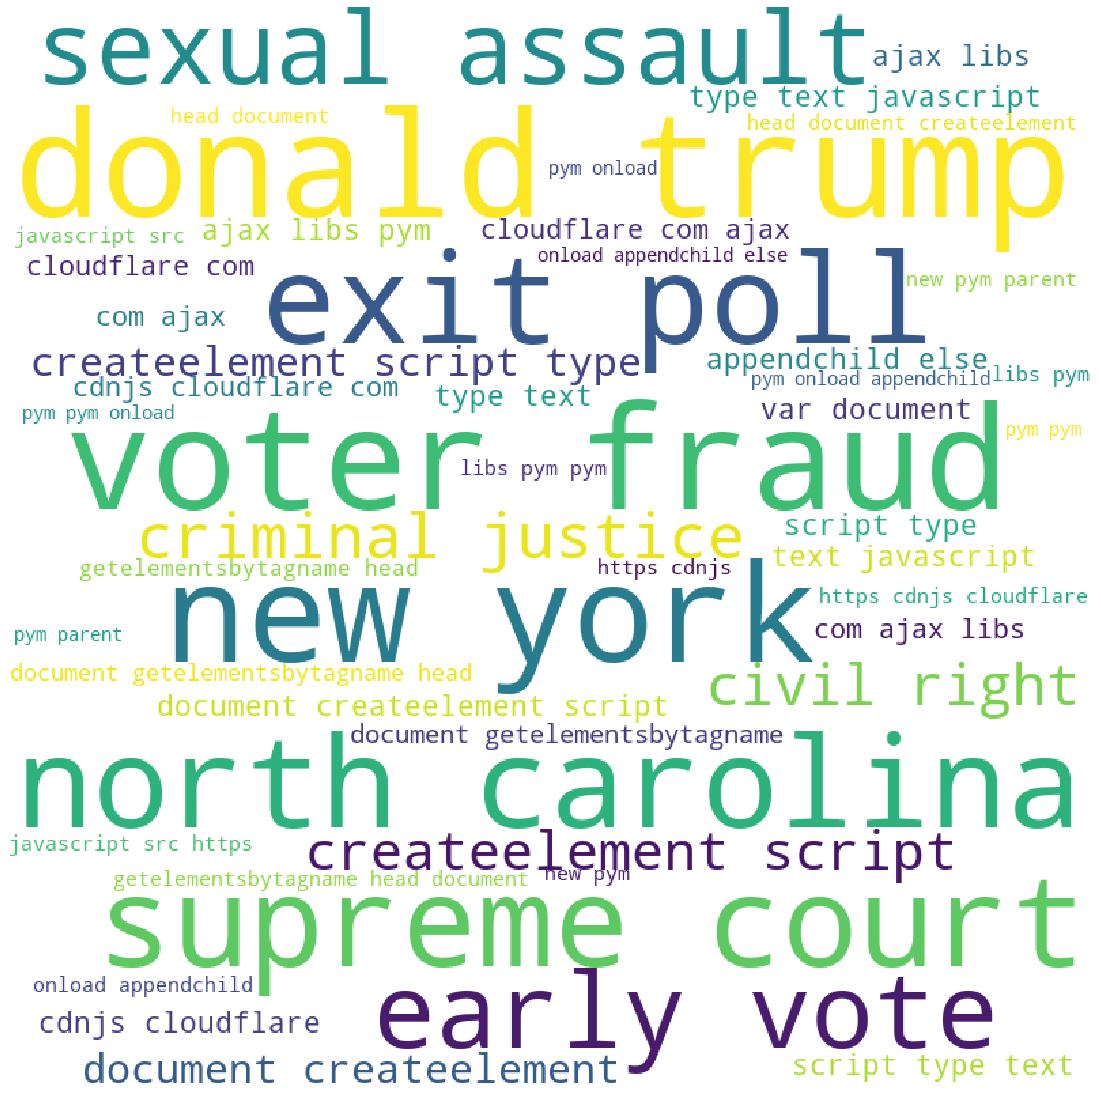 sexual assault
ajax libs
type text javascript
head document
head document createelement
donald trump
pym onload
javascript src
ajax libs pym
cloudflare com ajax
onload appendchild else
cloudflare com
exit poll
new pym parent
com ajax
createelement script type
appendchild else
cdnjs cloudflare com
type text
pym onload appendchild
libs pym
pym pym onload
var document
voter fraud
pym pym
libs pym pym
criminal justice
script type
text javascript
getelementsbytagname head
https cdnjs
new york
https cdnjs cloudflare
pym parent
com ajax libs
document getelementsbytagname head
civil right
document createelement script
document getelementsbytagname
north carolina
javascript src https
createelement script
getelementsbytagname head document
new pym
supreme court
onload appendchild
early vote
cdnjs cloudflare
document createelement
script type text